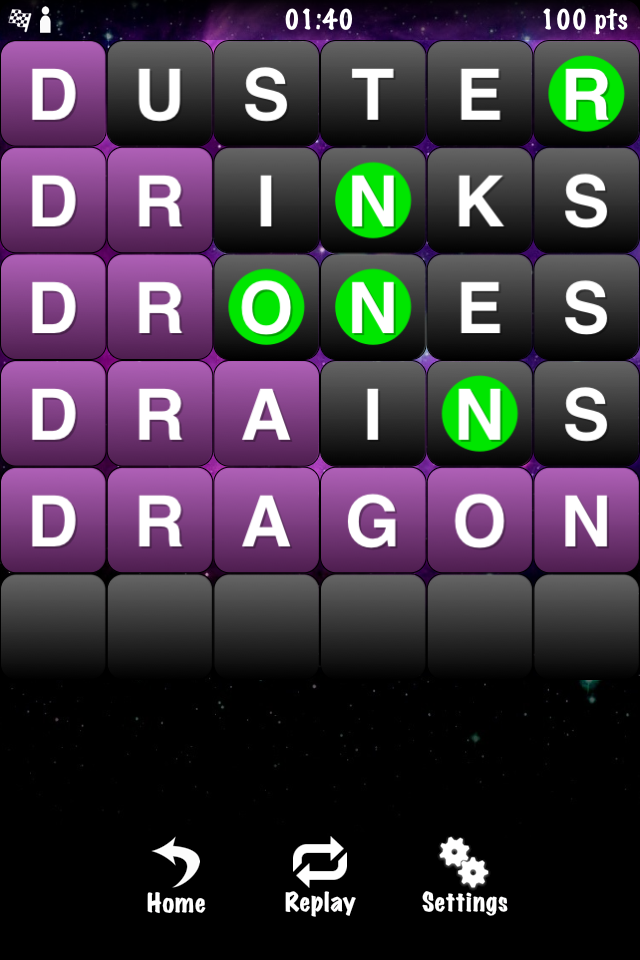 01:40 100 pts
DUSTER
DRINKS
DRONES
DRAINS
DRAGON
Home Replay Settings